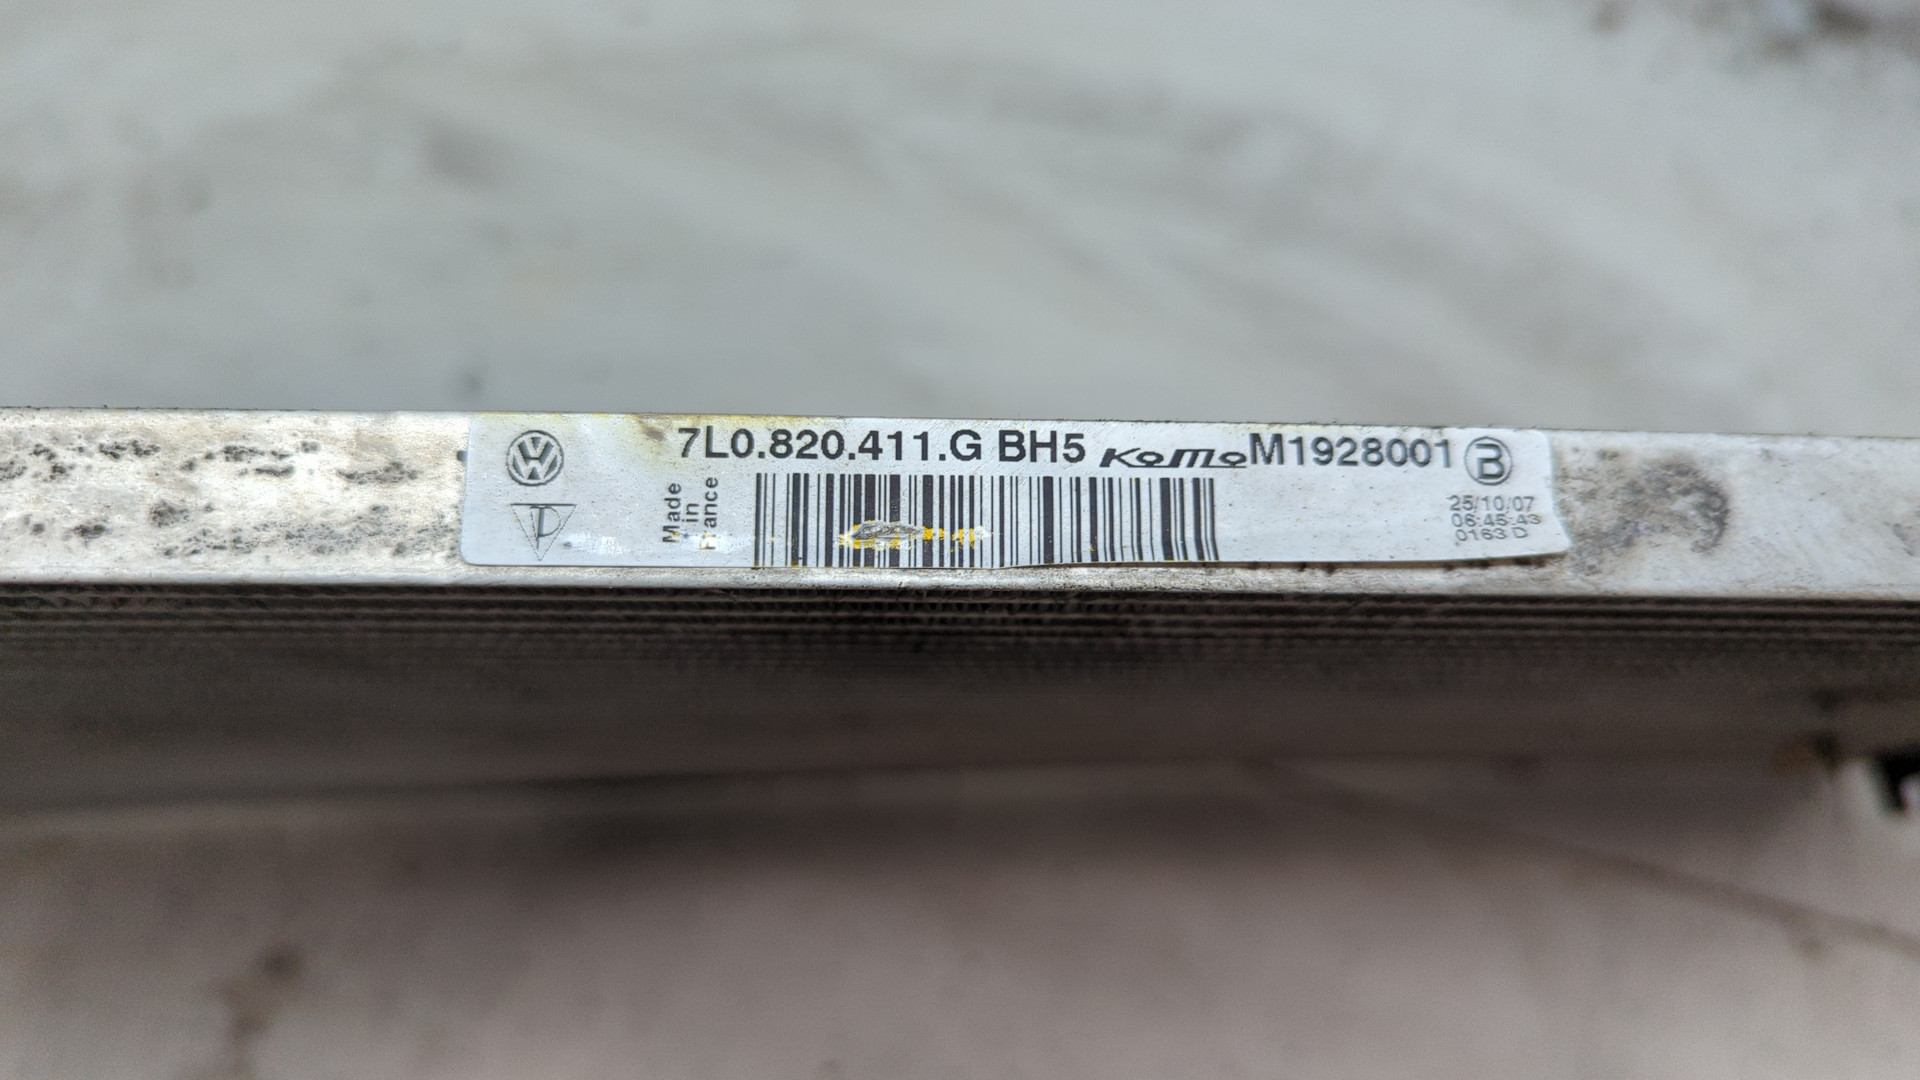 7L0.820.411.G BH5 KoMo M1928001 B
Made
in
France
25/10/07
06:45:43
0163 D